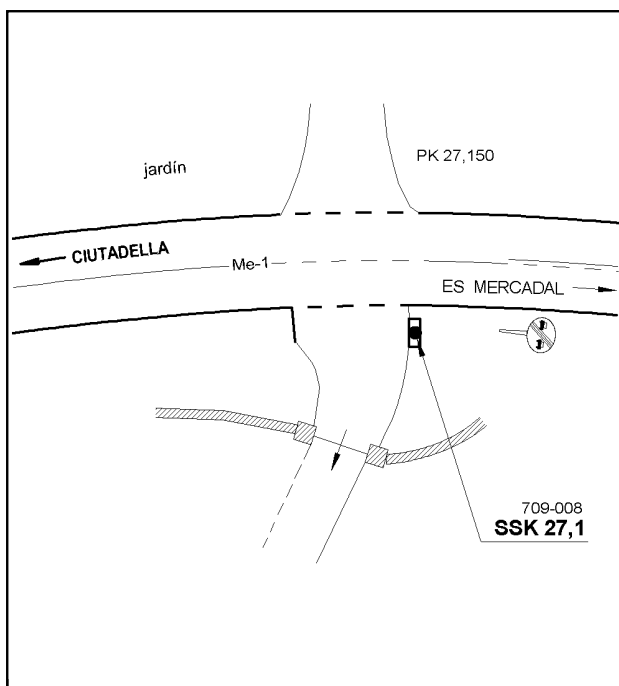 PK 27,150
jardín
CIUTADELLA
Me-1
ES MERCADAL
709-008
SSK 27,1